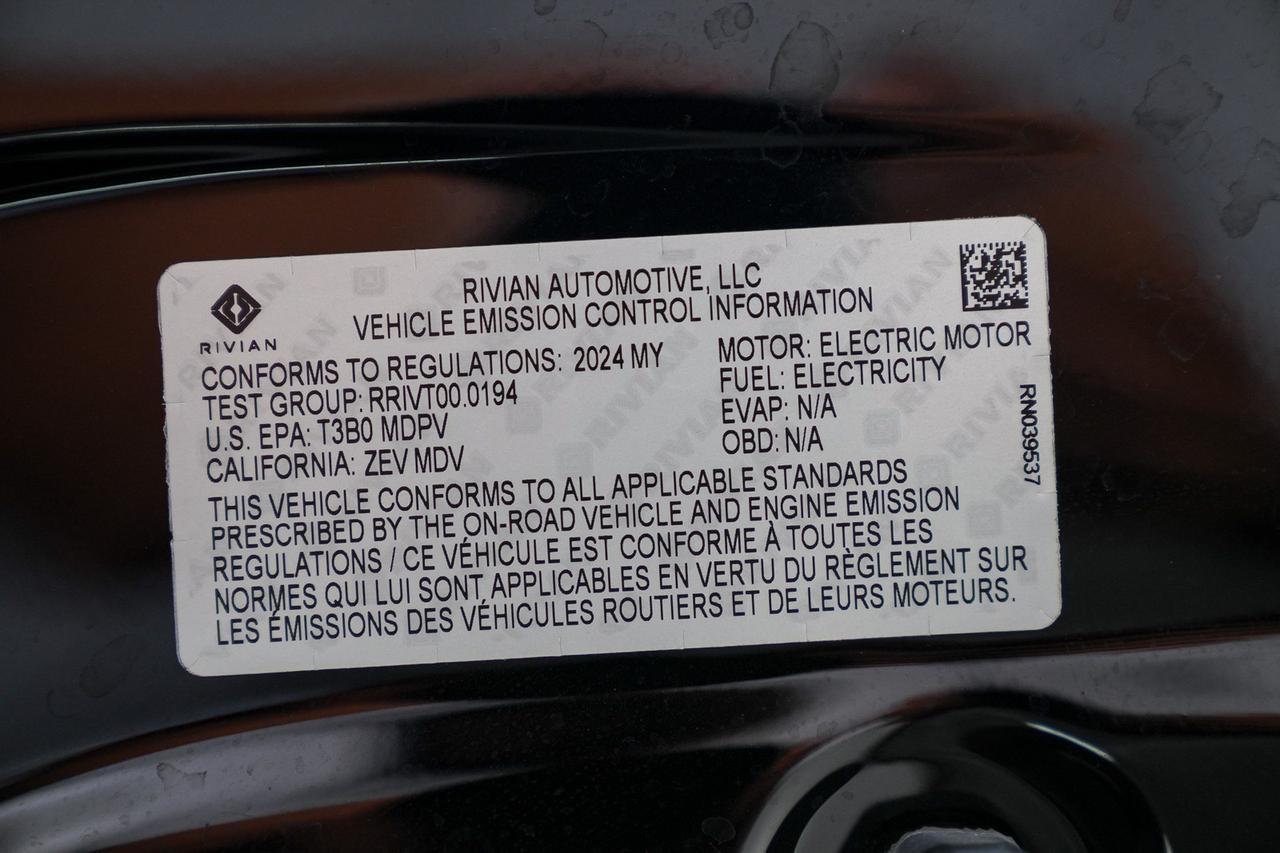 RIVIAN AUTOMOTIVE, LLC
VEHICLE EMISSION CONTROL INFORMATION
RIVIAN
CONFORMS TO REGULATIONS: 2024 MY
TEST GROUP: RRIVT00.0194
U.S. EPA: T3B0 MDPV
CALIFORNIA: ZEV MDV
MOTOR: ELECTRIC MOTOR
FUEL: ELECTRICITY
EVAP: N/A
OBD: N/A
RN039537
THIS VEHICLE CONFORMS TO ALL APPLICABLE STANDARDS
PRESCRIBED BY THE ON-ROAD VEHICLE AND ENGINE EMISSION
REGULATIONS / CE VÉHICULE EST CONFORME À TOUTES LES
NORMES QUI LUI SONT APPLICABLES EN VERTU DU RÈGLEMENT SUR
LES ÉMISSIONS DES VÉHICULES ROUTIERS ET DE LEURS MOTEURS.